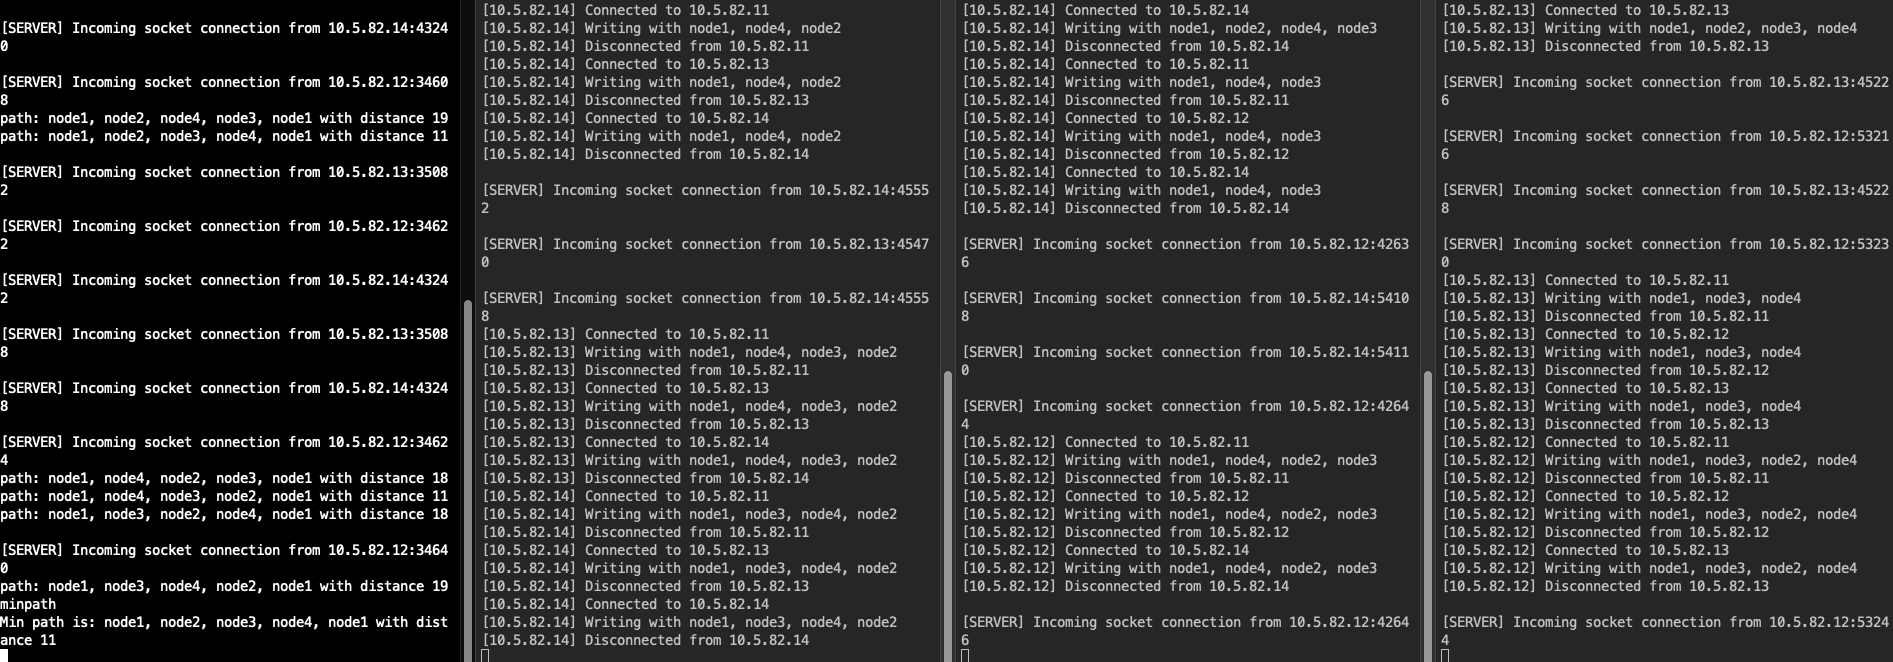 [SERVER] Incoming socket connection from 10.5.82.14:4324
0
[SERVER] Incoming socket connection from 10.5.82.12:3460
8
path: node1, node2, node4, node3, node1 with distance 19
path: node1, node2, node3, node4, node1 with distance 11
[SERVER] Incoming socket connection from 10.5.82.13:3508
2
[SERVER] Incoming socket connection from 10.5.82.12:3462
2
[SERVER] Incoming socket connection from 10.5.82.14:4324
2
[SERVER] Incoming socket connection from 10.5.82.13:3508
8
[SERVER] Incoming socket connection from 10.5.82.14:4324
8
[SERVER] Incoming socket connection from 10.5.82.12:3462
4
path: node1, node4, node2, node3, node1 with distance 18
path: node1, node4, node3, node2, node1 with distance 11
path: node1, node3, node2, node4, node1 with distance 18
[SERVER] Incoming socket connection from 10.5.82.12:3464
0
path: node1, node3, node4, node2, node1 with distance 19
minpath
Min path is: node1, node2, node3, node4, node1 with dist
ance 11
[10.5.82.14] Connected to 10.5.82.11
[10.5.82.14] Writing with node1, node4, node2
[10.5.82.14] Disconnected from 10.5.82.11
[10.5.82.14] Connected to 10.5.82.13
[10.5.82.14] Writing with node1, node4, node2
[10.5.82.14] Disconnected from 10.5.82.13
[10.5.82.14] Connected to 10.5.82.14
[10.5.82.14] Writing with node1, node4, node2
[10.5.82.14] Disconnected from 10.5.82.14
[SERVER] Incoming socket connection from 10.5.82.14:4555
2
[SERVER] Incoming socket connection from 10.5.82.13:4547
0
[SERVER] Incoming socket connection from 10.5.82.14:4555
8
[10.5.82.13] Connected to 10.5.82.11
[10.5.82.13] Writing with node1, node4, node3, node2
[10.5.82.13] Disconnected from 10.5.82.11
[10.5.82.13] Connected to 10.5.82.13
[10.5.82.13] Writing with node1, node4, node3, node2
[10.5.82.13] Disconnected from 10.5.82.13
[10.5.82.13] Connected to 10.5.82.14
[10.5.82.13] Writing with node1, node4, node3, node2
[10.5.82.13] Disconnected from 10.5.82.14
[10.5.82.14] Connected to 10.5.82.11
[10.5.82.14] Writing with node1, node3, node4, node2
[10.5.82.14] Disconnected from 10.5.82.11
[10.5.82.14] Connected to 10.5.82.13
[10.5.82.14] Writing with node1, node3, node4, node2
[10.5.82.14] Disconnected from 10.5.82.13
[10.5.82.14] Connected to 10.5.82.14
[10.5.82.14] Writing with node1, node3, node4, node2
[10.5.82.14] Disconnected from 10.5.82.14
[10.5.82.14] Connected to 10.5.82.14
[10.5.82.14] Writing with node1, node2, node4, node3
[10.5.82.14] Disconnected from 10.5.82.14
[10.5.82.14] Connected to 10.5.82.11
[10.5.82.14] Writing with node1, node4, node3
[10.5.82.14] Disconnected from 10.5.82.11
[10.5.82.14] Connected to 10.5.82.12
[10.5.82.14] Writing with node1, node4, node3
[10.5.82.14] Disconnected from 10.5.82.12
[10.5.82.14] Connected to 10.5.82.14
[10.5.82.14] Writing with node1, node4, node3
[10.5.82.14] Disconnected from 10.5.82.14
[SERVER] Incoming socket connection from 10.5.82.12:4263
6
[SERVER] Incoming socket connection from 10.5.82.14:5410
8
[SERVER] Incoming socket connection from 10.5.82.14:5411
0
[SERVER] Incoming socket connection from 10.5.82.12:4264
4
[10.5.82.12] Connected to 10.5.82.11
[10.5.82.12] Writing with node1, node4, node2, node3
[10.5.82.12] Disconnected from 10.5.82.11
[10.5.82.12] Connected to 10.5.82.12
[10.5.82.12] Writing with node1, node4, node2, node3
[10.5.82.12] Disconnected from 10.5.82.12
[10.5.82.12] Connected to 10.5.82.14
[10.5.82.12] Writing with node1, node4, node2, node3
[10.5.82.12] Disconnected from 10.5.82.14
[SERVER] Incoming socket connection from 10.5.82.12:4264
6
[10.5.82.13] Connected to 10.5.82.13
[10.5.82.13] Writing with node1, node2, node3, node4
[10.5.82.13] Disconnected from 10.5.82.13
[SERVER] Incoming socket connection from 10.5.82.13:4522
6
[SERVER] Incoming socket connection from 10.5.82.12:5321
6
[SERVER] Incoming socket connection from 10.5.82.13:4522
8
[SERVER] Incoming socket connection from 10.5.82.12:5323
0
[10.5.82.13] Connected to 10.5.82.11
[10.5.82.13] Writing with node1, node3, node4
[10.5.82.13] Disconnected from 10.5.82.11
[10.5.82.13] Connected to 10.5.82.12
[10.5.82.13] Writing with node1, node3, node4
[10.5.82.13] Disconnected from 10.5.82.12
[10.5.82.13] Connected to 10.5.82.13
[10.5.82.13] Writing with node1, node3, node4
[10.5.82.13] Disconnected from 10.5.82.13
[10.5.82.12] Connected to 10.5.82.11
[10.5.82.12] Writing with node1, node3, node2, node4
[10.5.82.12] Disconnected from 10.5.82.11
[10.5.82.12] Connected to 10.5.82.12
[10.5.82.12] Writing with node1, node3, node2, node4
[10.5.82.12] Disconnected from 10.5.82.12
[10.5.82.12] Connected to 10.5.82.13
[10.5.82.12] Writing with node1, node3, node2, node4
[10.5.82.12] Disconnected from 10.5.82.13
[SERVER] Incoming socket connection from 10.5.82.12:5324
4